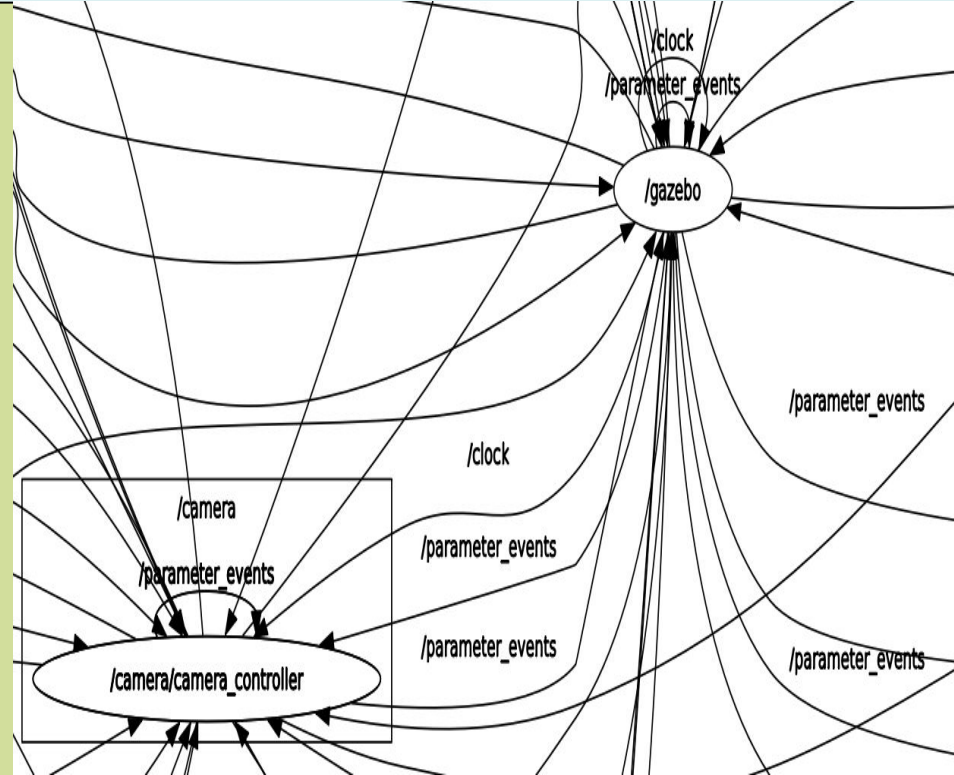 /clock
/parameter_events
/gazebo
/parameter_events
/clock
/camera
/parameter_events
/parameter_events
/parameter_events
/parameter_events
/camera/camera_controller